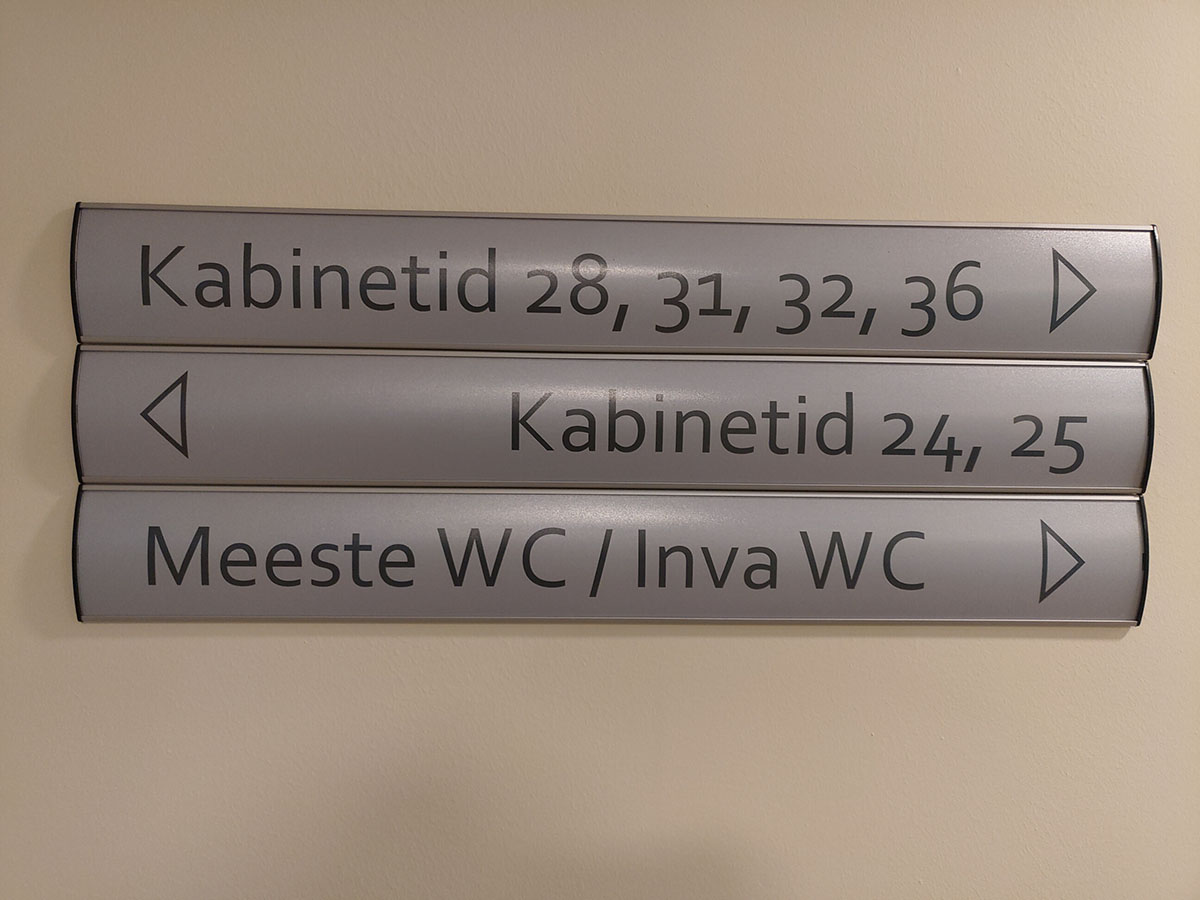 Kabinetid 28, 31, 32, 36
Kabinetid 24, 25
Meeste WC / Inva WC